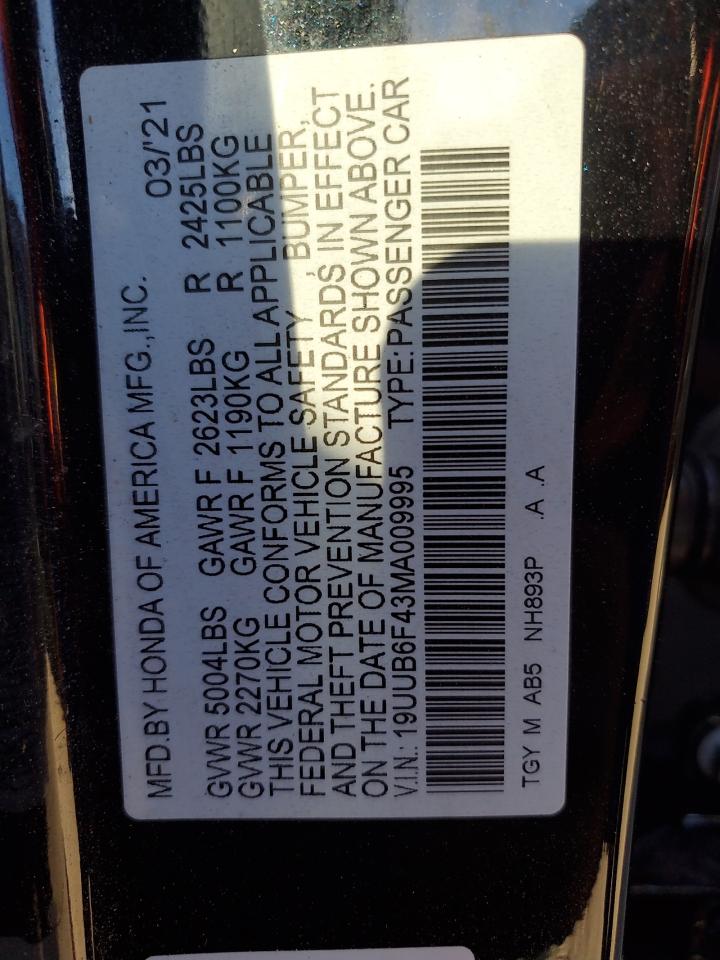 MFD.BY HONDA OF AMERICA MFG.,INC. 03/'21
GVWR 5004LBS GAWR F 2623LBS R 2425LBS
GVWR 2270KG GAWR F 1190KG R 1100KG
THIS VEHICLE CONFORMS TO ALL APPLICABLE
FEDERAL MOTOR VEHICLE SAFETY , BUMPER,
AND THEFT PREVENTION STANDARDS IN EFFECT
ON THE DATE OF MANUFACTURE SHOWN ABOVE.
V.I.N.: 19UUB6F43MA009995 TYPE:PASSENGER CAR
TGY M AB5 NH893P .A .A